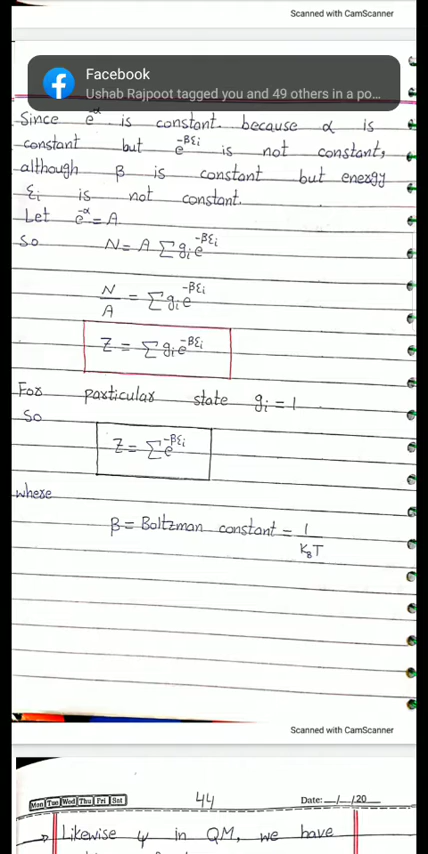 Scanned with CamScanner
Facebook
Ushab Rajpoot tagged you and 49 others in a po...
Since e^-α is constant. because α is
constant but e^-βεi is not constant,
although β is constant but energy
εi is not constant.
Let e^-α = A
So N = A Σ gi e^-βεi
N/A = Σ gi e^-βεi
Z = Σ gi e^-βεi
For particular state gi = 1
So
Z = Σ e^-βεi
where
β = Boltzman constant = 1/KBT
Scanned with CamScanner
Mon Tue Wed Thu Fri Sat 44 Date: __/__/20__
→ Likewise ψ in QM, we have